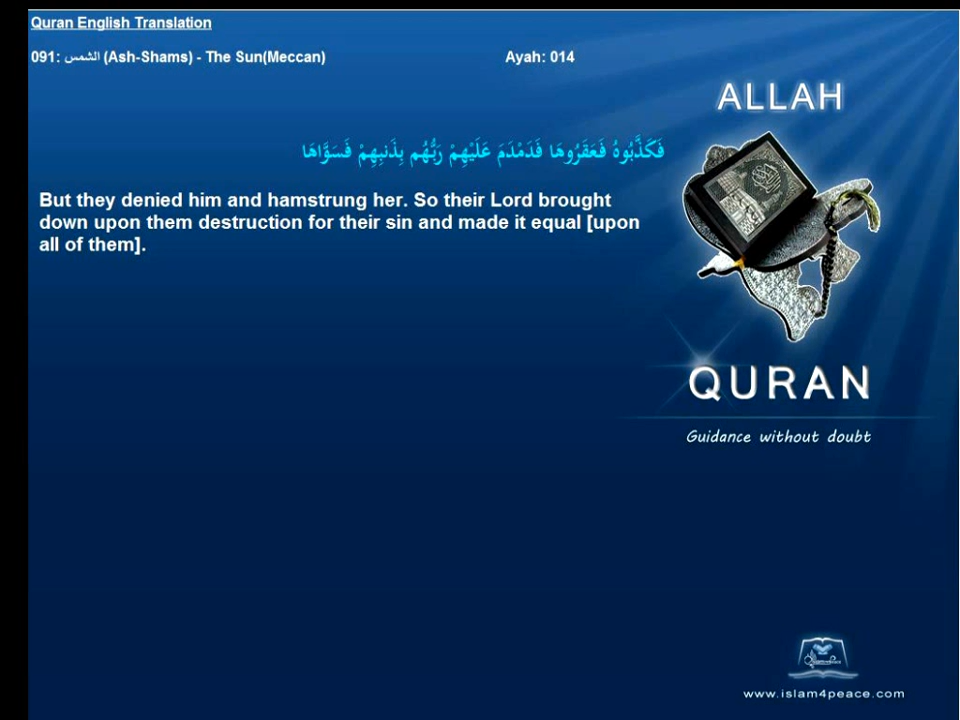 Quran English Translation
091: الشمس (Ash-Shams) - The Sun(Meccan) Ayah: 014
ALLAH
فَكَذَّبُوهُ فَعَقَرُوهَا فَدَمْدَمَ عَلَيْهِمْ رَبُّهُم بِذَنبِهِمْ فَسَوَّاهَا
But they denied him and hamstrung her. So their Lord brought
down upon them destruction for their sin and made it equal [upon
all of them].
QURAN
Guidance without doubt
www.islam4peace.com